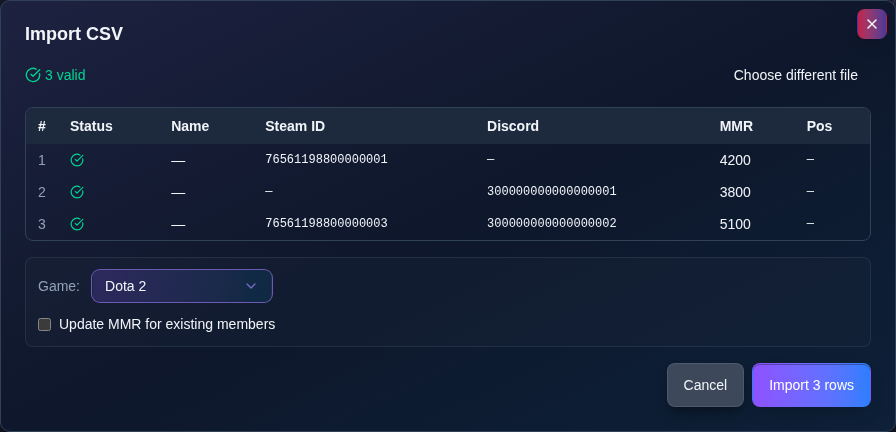 Import CSV
3 valid
Choose different file
# Status Name Steam ID Discord MMR Pos
1 — 76561198800000001 – 4200 –
2 — – 300000000000000001 3800 –
3 — 76561198800000003 300000000000000002 5100 –
Game: Dota 2
Update MMR for existing members
Cancel Import 3 rows